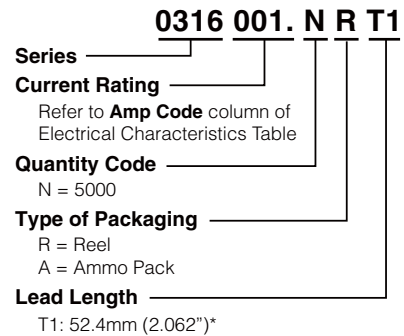 0316 001. N R T1
Series
Current Rating
Refer to Amp Code column of
Electrical Characteristics Table
Quantity Code
N = 5000
Type of Packaging
R = Reel
A = Ammo Pack
Lead Length
T1: 52.4mm (2.062”)*